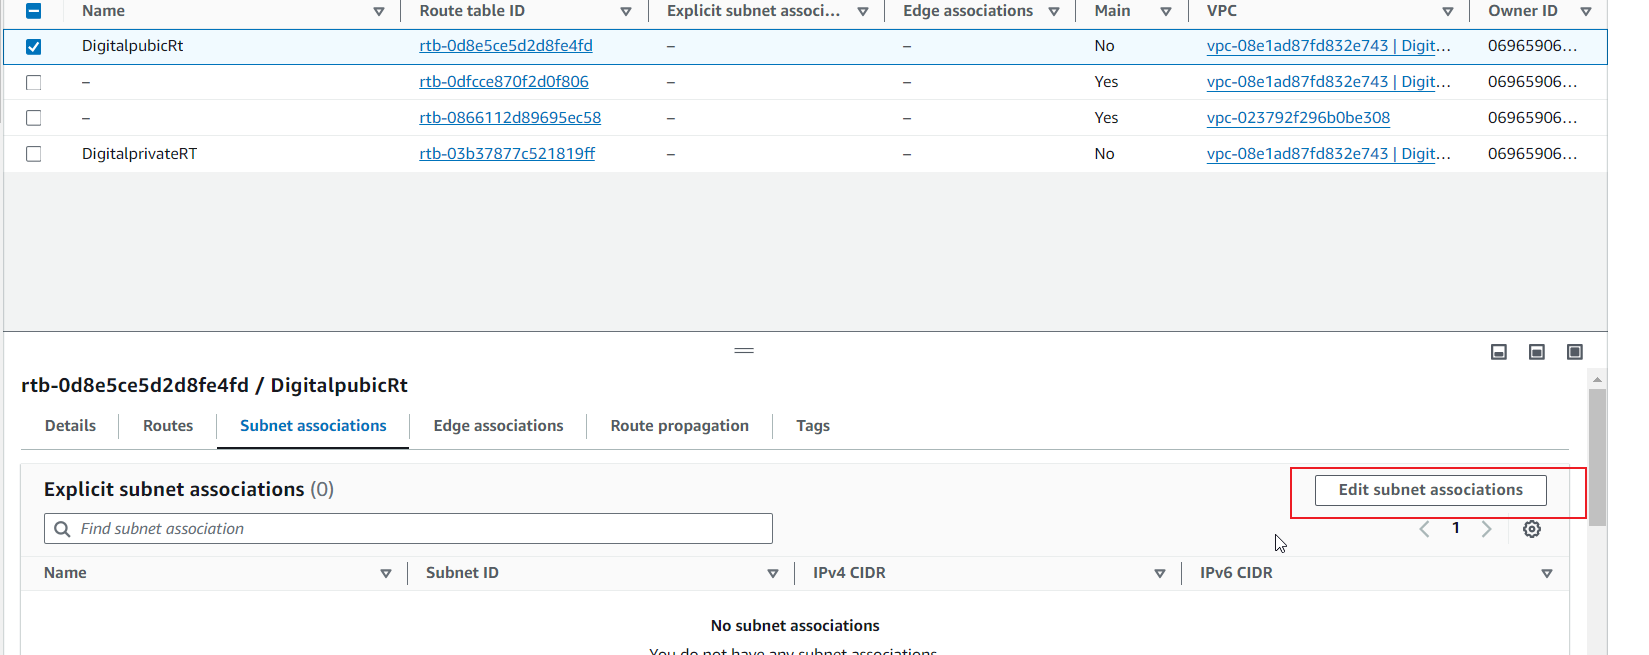 Name Route table ID Explicit subnet associ... Edge associations Main VPC Owner ID
DigitalpubicRt rtb-0d8e5ce5d2d8fe4fd – – No vpc-08e1ad87fd832e743 | Digit... 06965906...
– rtb-0dfcce870f2d0f806 – – Yes vpc-08e1ad87fd832e743 | Digit... 06965906...
– rtb-0866112d89695ec58 – – Yes vpc-023792f296b0be308 06965906...
DigitalprivateRT rtb-03b37877c521819ff – – No vpc-08e1ad87fd832e743 | Digit... 06965906...
rtb-0d8e5ce5d2d8fe4fd / DigitalpubicRt
Details Routes Subnet associations Edge associations Route propagation Tags
Explicit subnet associations (0) Edit subnet associations
Find subnet association 1
Name Subnet ID IPv4 CIDR IPv6 CIDR
No subnet associations
You do not have any subnet associations